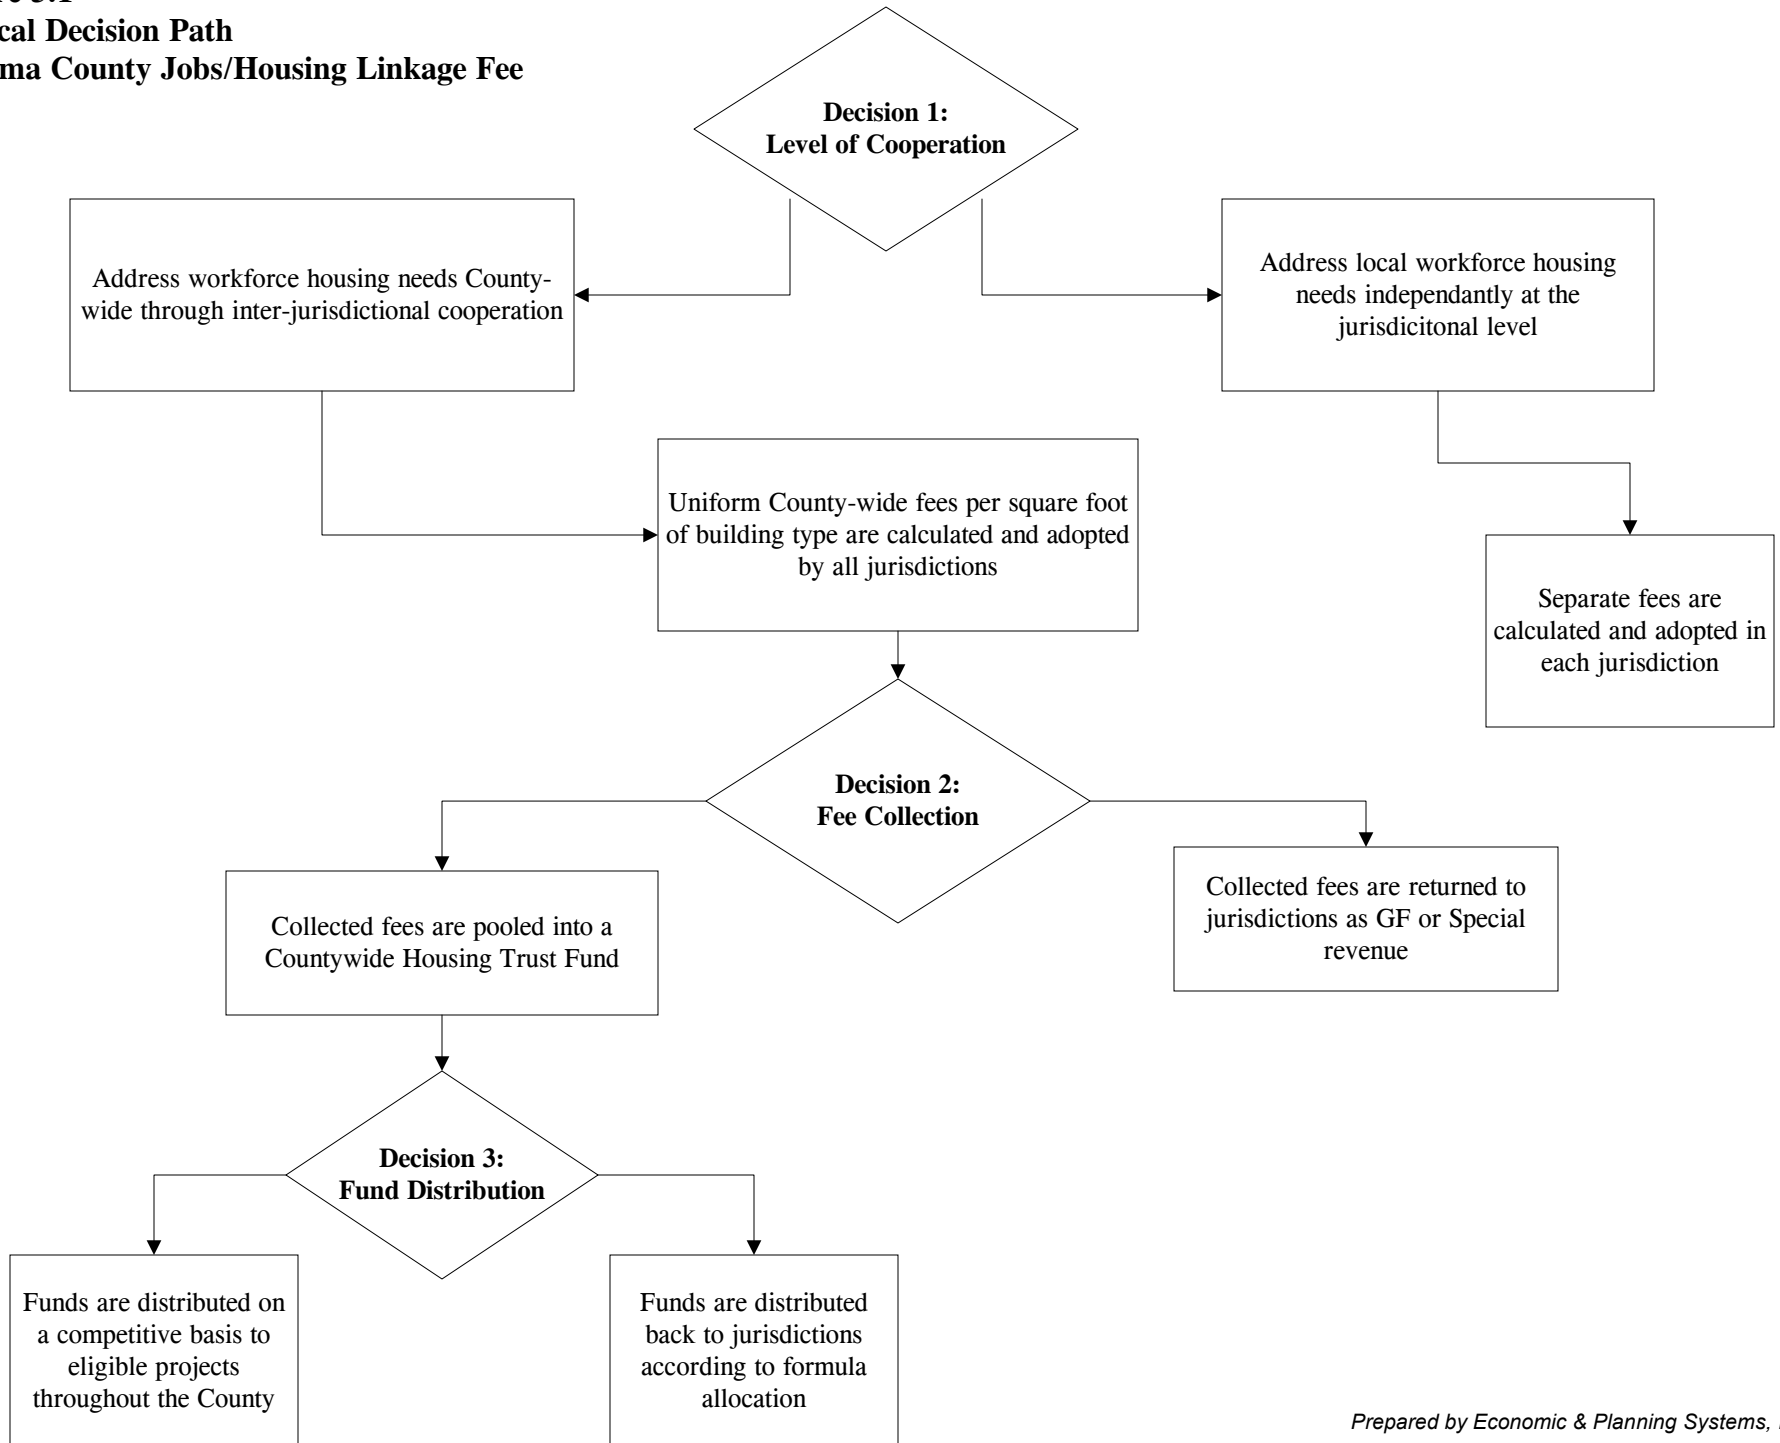 cal Decision Path
ma County Jobs/Housing Linkage Fee
Decision 1:
Level of Cooperation
Address workforce housing needs County-
wide through inter-jurisdictional cooperation
Address local workforce housing
needs independantly at the
jurisdicitonal level
Uniform County-wide fees per square foot
of building type are calculated and adopted
by all jurisdictions
Separate fees are
calculated and adopted in
each jurisdiction
Decision 2:
Fee Collection
Collected fees are pooled into a
Countywide Housing Trust Fund
Collected fees are returned to
jurisdictions as GF or Special
revenue
Decision 3:
Fund Distribution
Funds are distributed on
a competitive basis to
eligible projects
throughout the County
Funds are distributed
back to jurisdictions
according to formula
allocation
Prepared by Economic & Planning Systems,